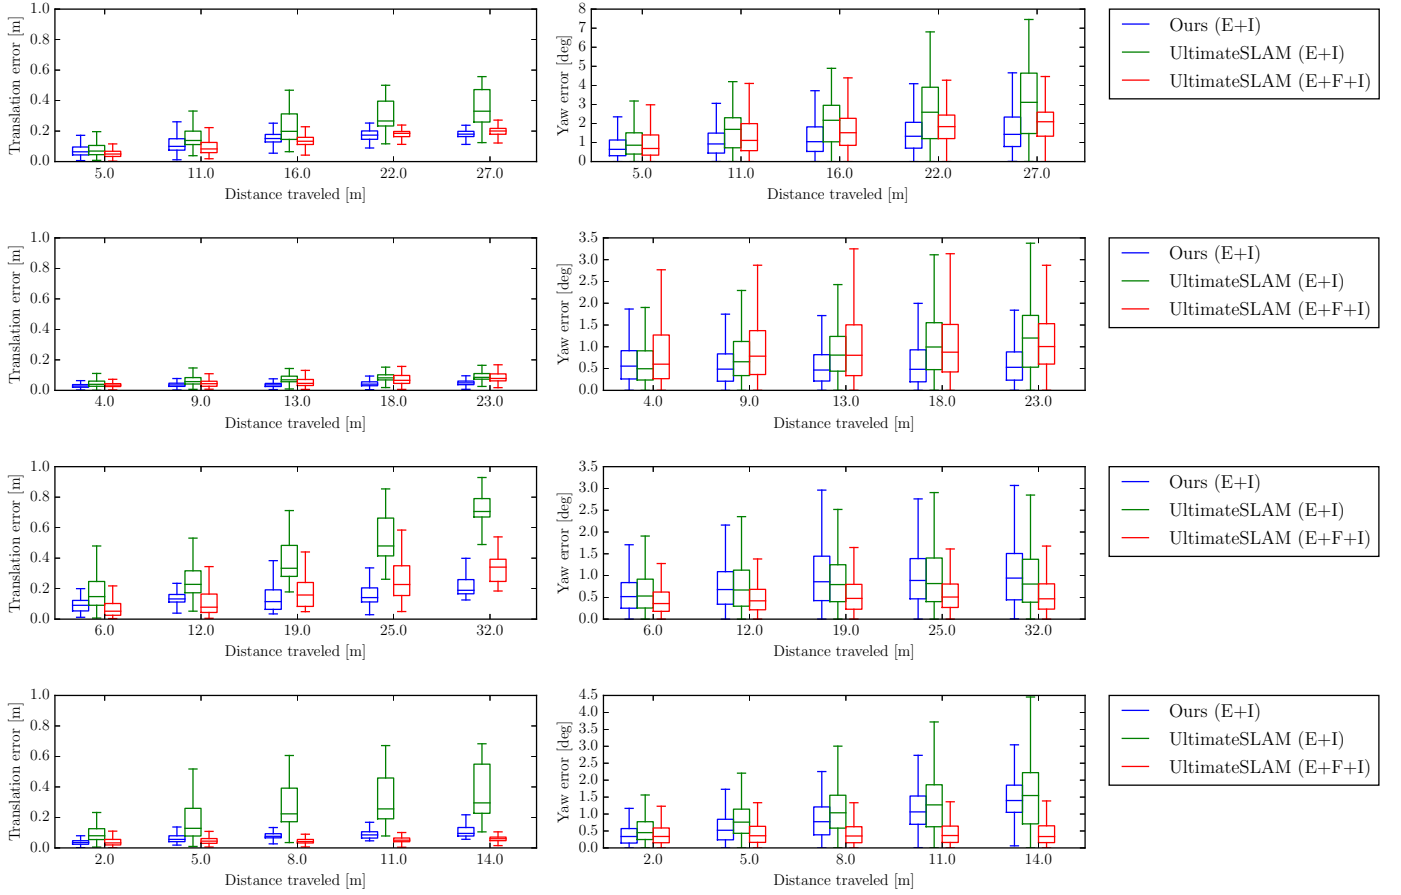 Translation error [m]
1.0
0.8
0.6
0.4
0.2
0.0
5.0 11.0 16.0 22.0 27.0
Distance traveled [m]
Yaw error [deg]
8
7
6
5
4
3
2
1
0
5.0 11.0 16.0 22.0 27.0
Distance traveled [m]
Ours (E+I)
UltimateSLAM (E+I)
UltimateSLAM (E+F+I)
Translation error [m]
1.0
0.8
0.6
0.4
0.2
0.0
4.0 9.0 13.0 18.0 23.0
Distance traveled [m]
Yaw error [deg]
3.5
3.0
2.5
2.0
1.5
1.0
0.5
0.0
4.0 9.0 13.0 18.0 23.0
Distance traveled [m]
Ours (E+I)
UltimateSLAM (E+I)
UltimateSLAM (E+F+I)
Translation error [m]
1.0
0.8
0.6
0.4
0.2
0.0
6.0 12.0 19.0 25.0 32.0
Distance traveled [m]
Yaw error [deg]
3.5
3.0
2.5
2.0
1.5
1.0
0.5
0.0
6.0 12.0 19.0 25.0 32.0
Distance traveled [m]
Ours (E+I)
UltimateSLAM (E+I)
UltimateSLAM (E+F+I)
Translation error [m]
1.0
0.8
0.6
0.4
0.2
0.0
2.0 5.0 8.0 11.0 14.0
Distance traveled [m]
Yaw error [deg]
4.5
4.0
3.5
3.0
2.5
2.0
1.5
1.0
0.5
0.0
2.0 5.0 8.0 11.0 14.0
Distance traveled [m]
Ours (E+I)
UltimateSLAM (E+I)
UltimateSLAM (E+F+I)